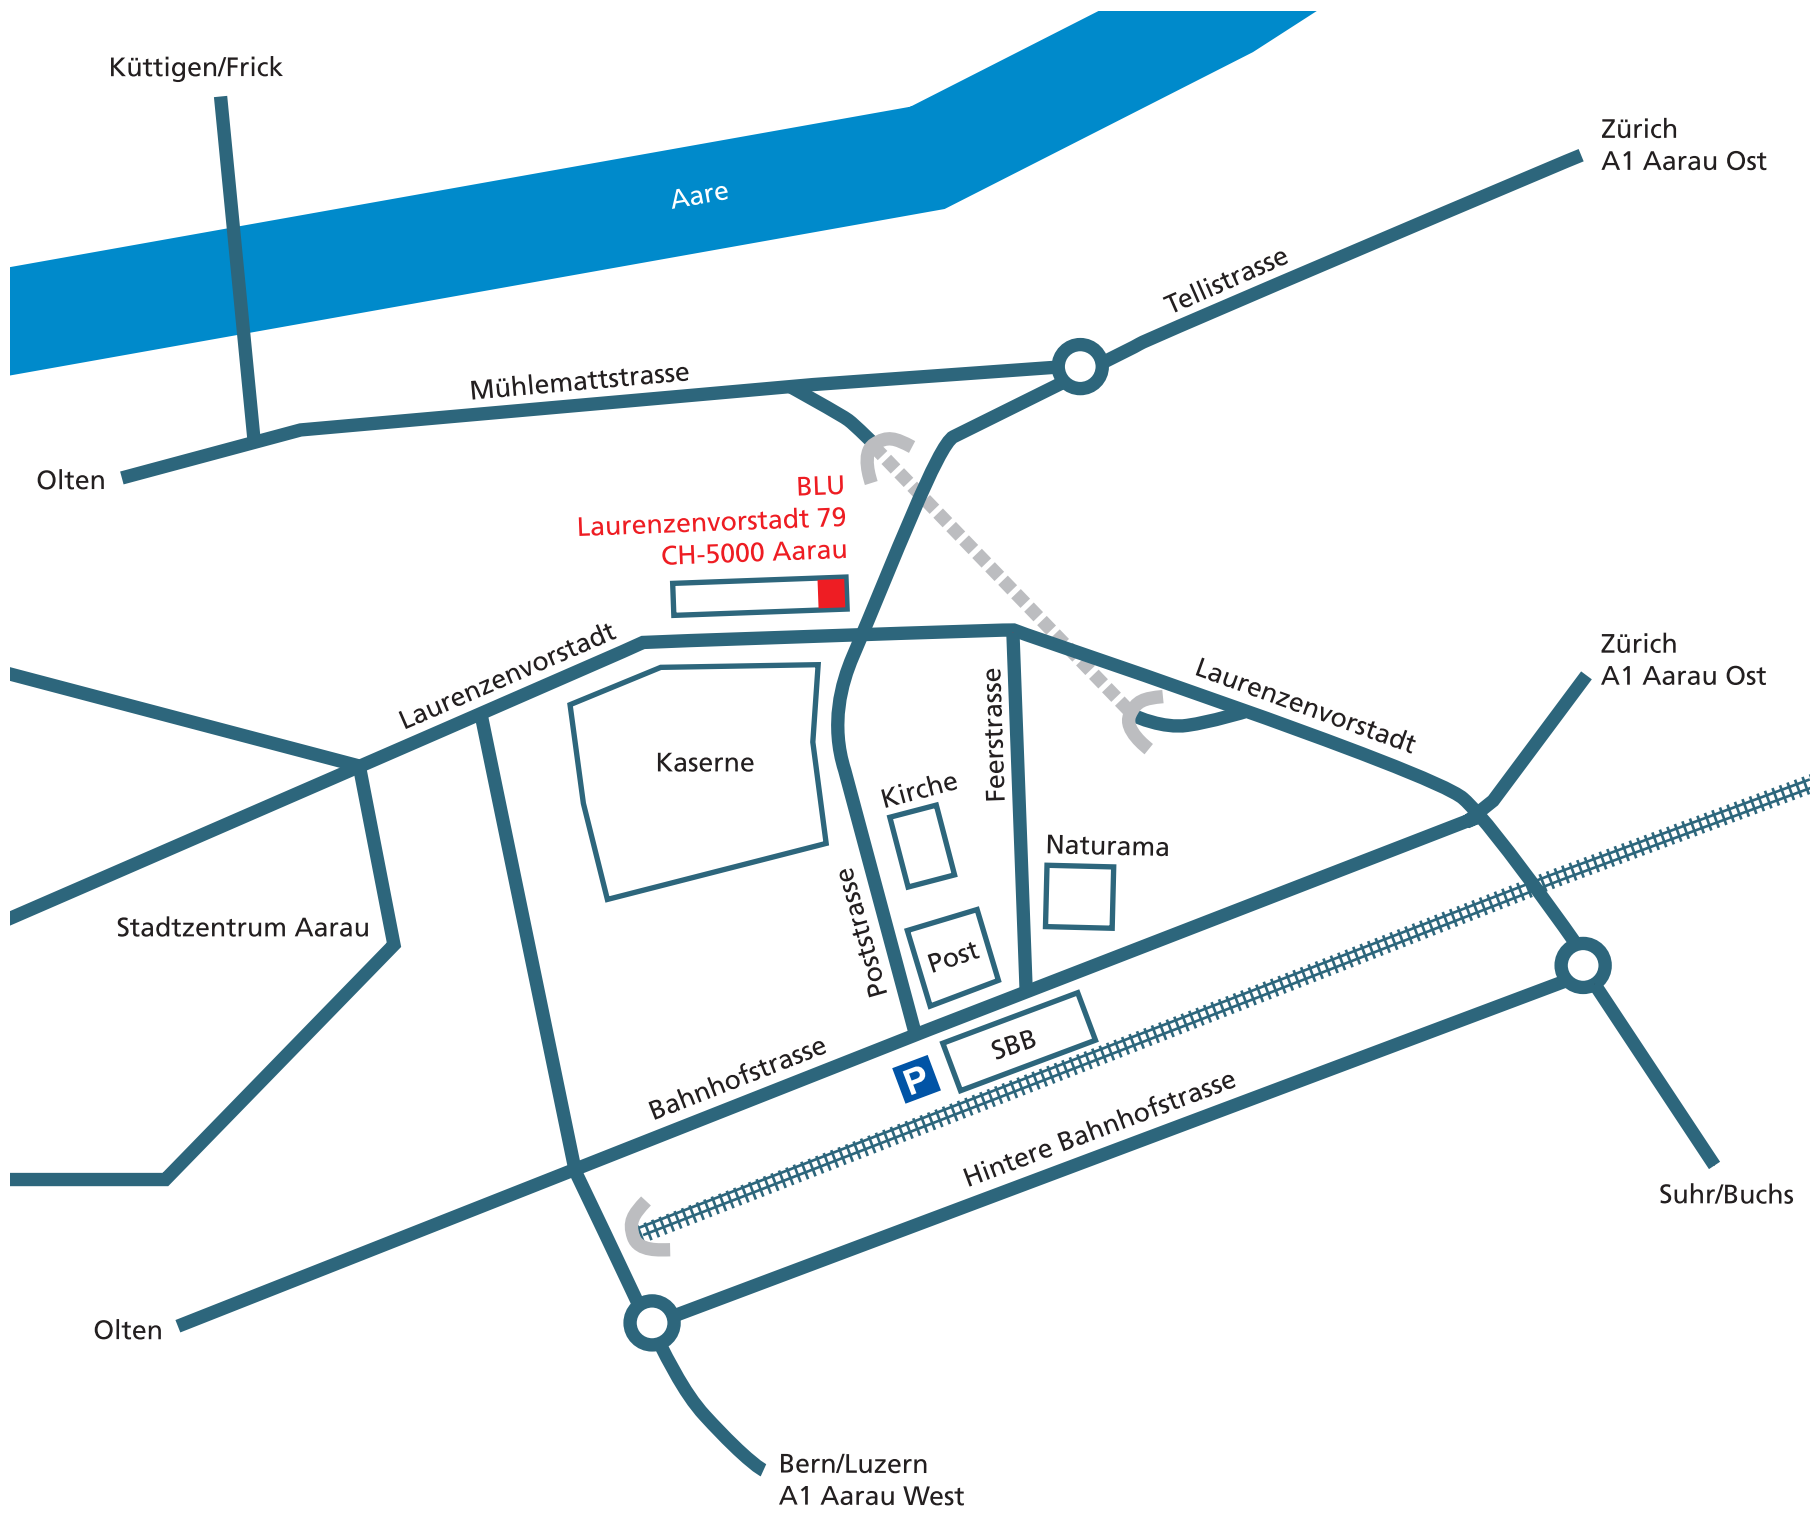 Küttigen/Frick
Zürich
A1 Aarau Ost
Aare
Tellistrasse
Mühlemattstrasse
Olten
BLU
Laurenzenvorstadt 79
CH-5000 Aarau
Laurenzenvorstadt
Zürich
A1 Aarau Ost
Laurenzenvorstadt
Feerstrasse
Kaserne
Kirche
Naturama
Poststrasse
Stadtzentrum Aarau
Post
SBB
Bahnhofstrasse
P
Hintere Bahnhofstrasse
Suhr/Buchs
Olten
Bern/Luzern
A1 Aarau West